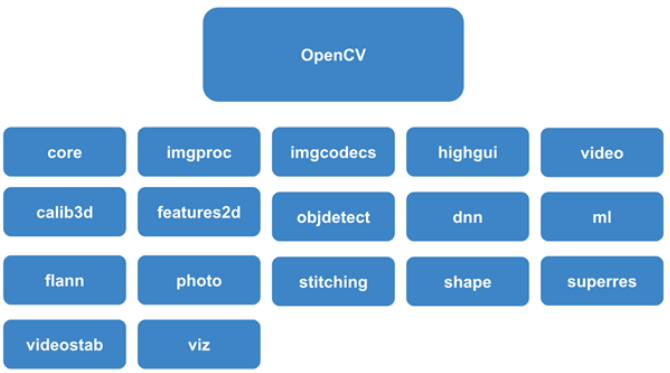 OpenCV
core
imgproc
imgcodecs
highgui
video
calib3d
features2d
objdetect
dnn
ml
flann
photo
stitching
shape
superres
videostab
viz